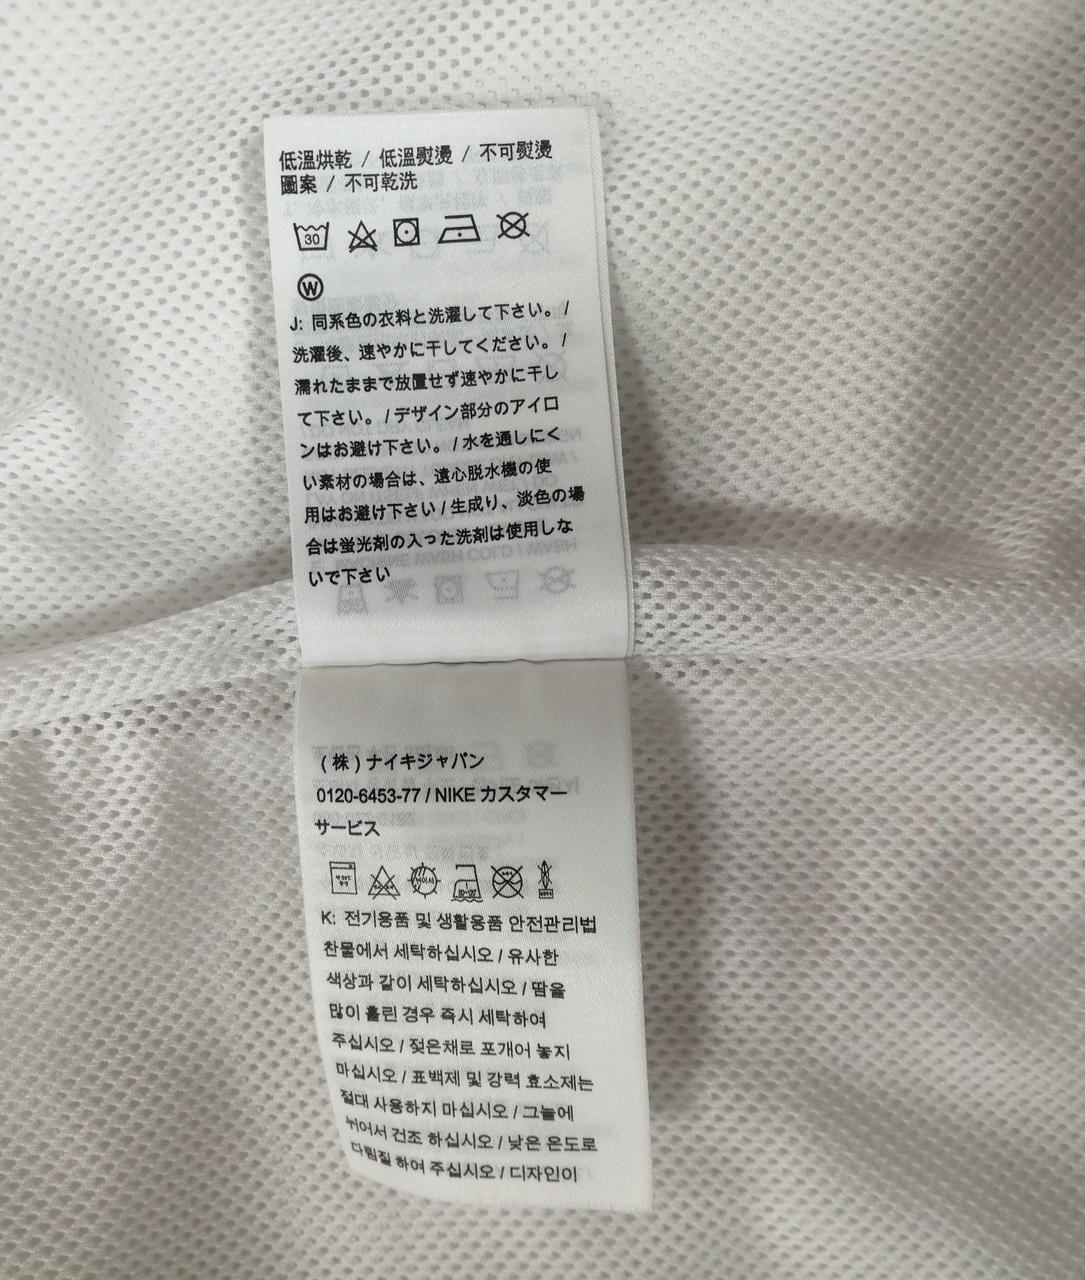 低溫烘乾 / 低溫熨燙 / 不可熨燙
圖案 / 不可乾洗
30
W
J: 同系色の衣料と洗濯して下さい。/
洗濯後、速やかに干してください。/
濡れたままで放置せず速やかに干し
て下さい。/ デザイン部分のアイロ
ンはお避け下さい。/ 水を通しにく
い素材の場合は、遠心脱水機の使
用はお避け下さい / 生成り、淡色の場
合は蛍光剤の入った洗剤は使用しな
いで下さい
(株)ナイキジャパン
0120-6453-77 / NIKE カスタマー
サービス
K: 전기용품 및 생활용품 안전관리법
찬물에서 세탁하십시오 / 유사한
색상과 같이 세탁하십시오 / 땀을
많이 흘린 경우 즉시 세탁하여
주십시오 / 젖은채로 포개어 놓지
마십시오 / 표백제 및 강력 효소제는
절대 사용하지 마십시오 / 그늘에
뉘어서 건조 하십시오 / 낮은 온도로
다림질 하여 주십시오 / 디자인이